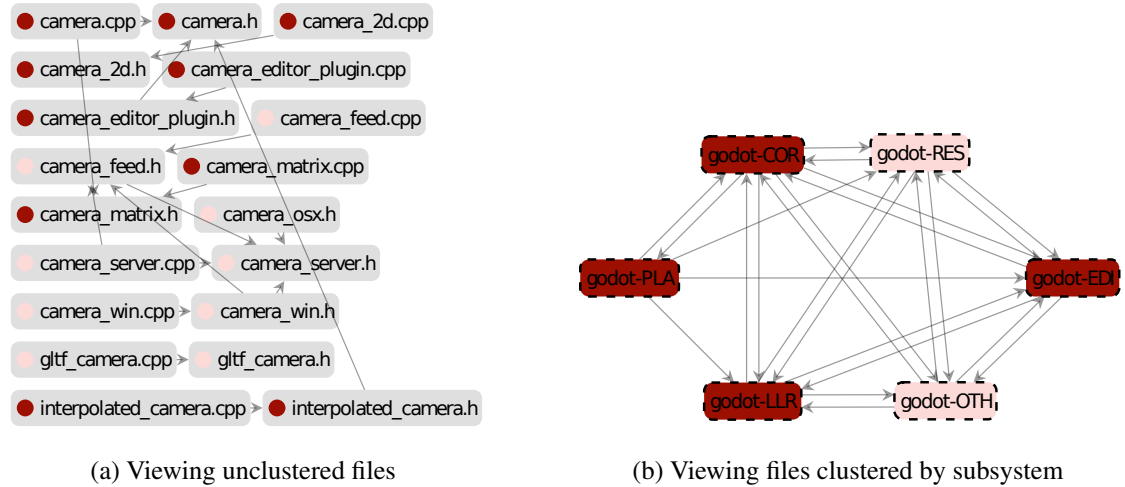 camera.cpp camera.h camera_2d.cpp
camera_2d.h camera_editor_plugin.cpp
camera_editor_plugin.h camera_feed.cpp
camera_feed.h camera_matrix.cpp
camera_matrix.h camera_osx.h
camera_server.cpp camera_server.h
camera_win.cpp camera_win.h
gltf_camera.cpp gltf_camera.h
interpolated_camera.cpp interpolated_camera.h
(a) Viewing unclustered files
godot-COR godot-RES
godot-PLA godot-EDI
godot-LLR godot-OTH
(b) Viewing files clustered by subsystem